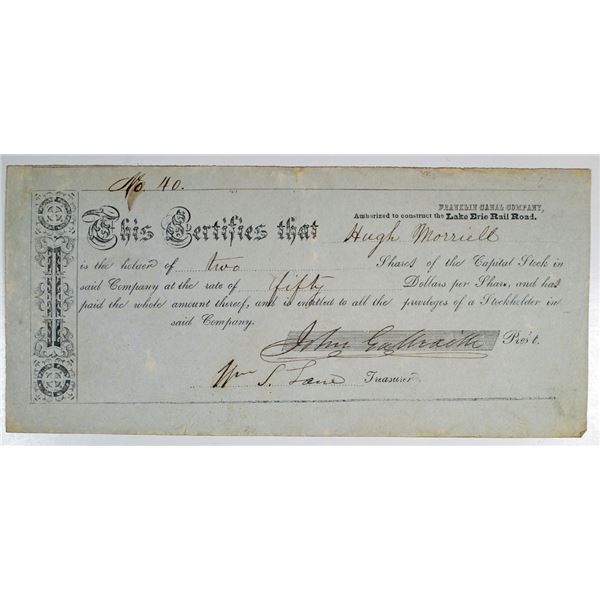 No. 40.
FRANKLIN CANAL COMPANY,
Authorized to construct the Lake Erie Rail Road.
This Certifies that Hugh Morriell
is the holder of two Shares of the Capital Stock in
said Company at the rate of fifty Dollars per Share, and has
paid the whole amount thereof, and is entitled to all the privileges of a Stockholder in
said Company.
John Galbraith Pres't.
Wm S. Lane Treasurer